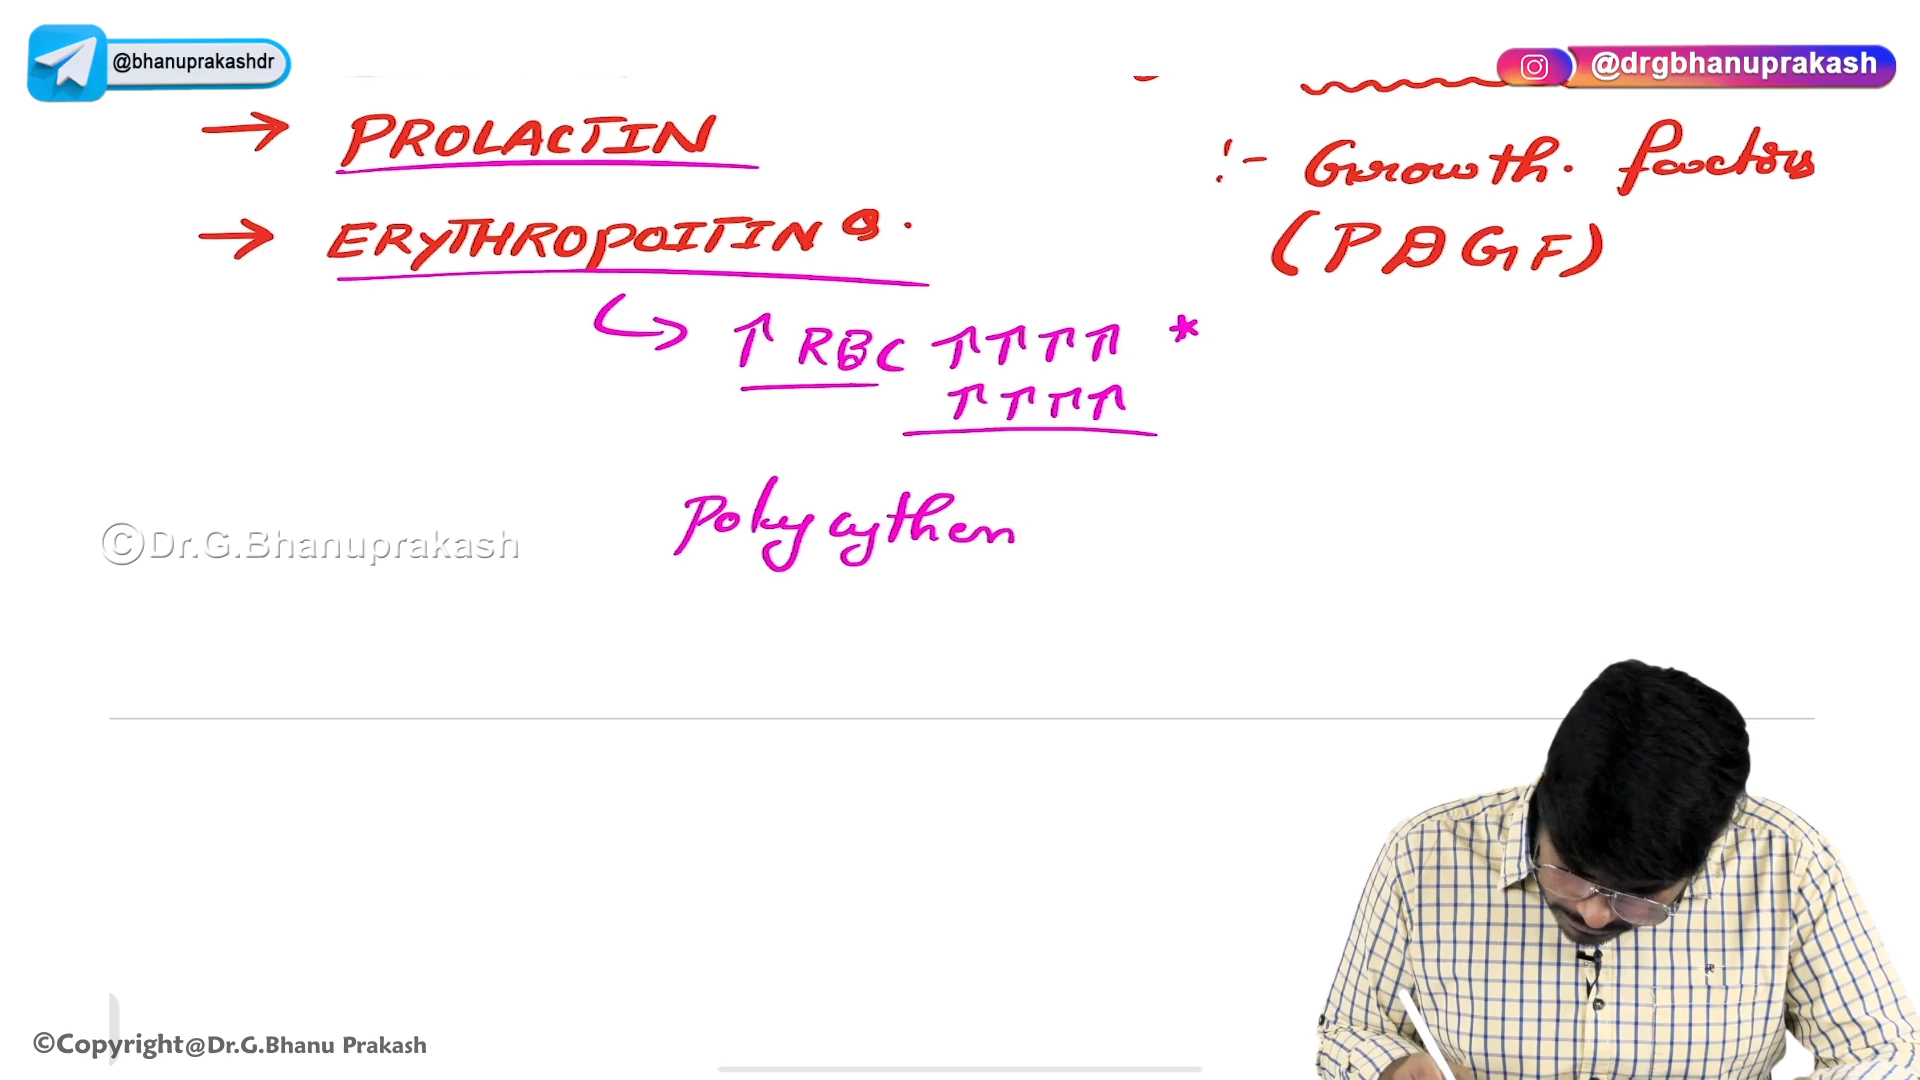 @bhanuprakashdr
@drgbhanuprakash
→ PROLACTIN
:- Growth. factors
→ ERYTHROPOITIN
(PDGF)
↑ RBC ↑↑↑↑ *
↑↑↑↑
Polycythem
©Dr.G.Bhanuprakash
©Copyright@Dr.G.Bhanu Prakash